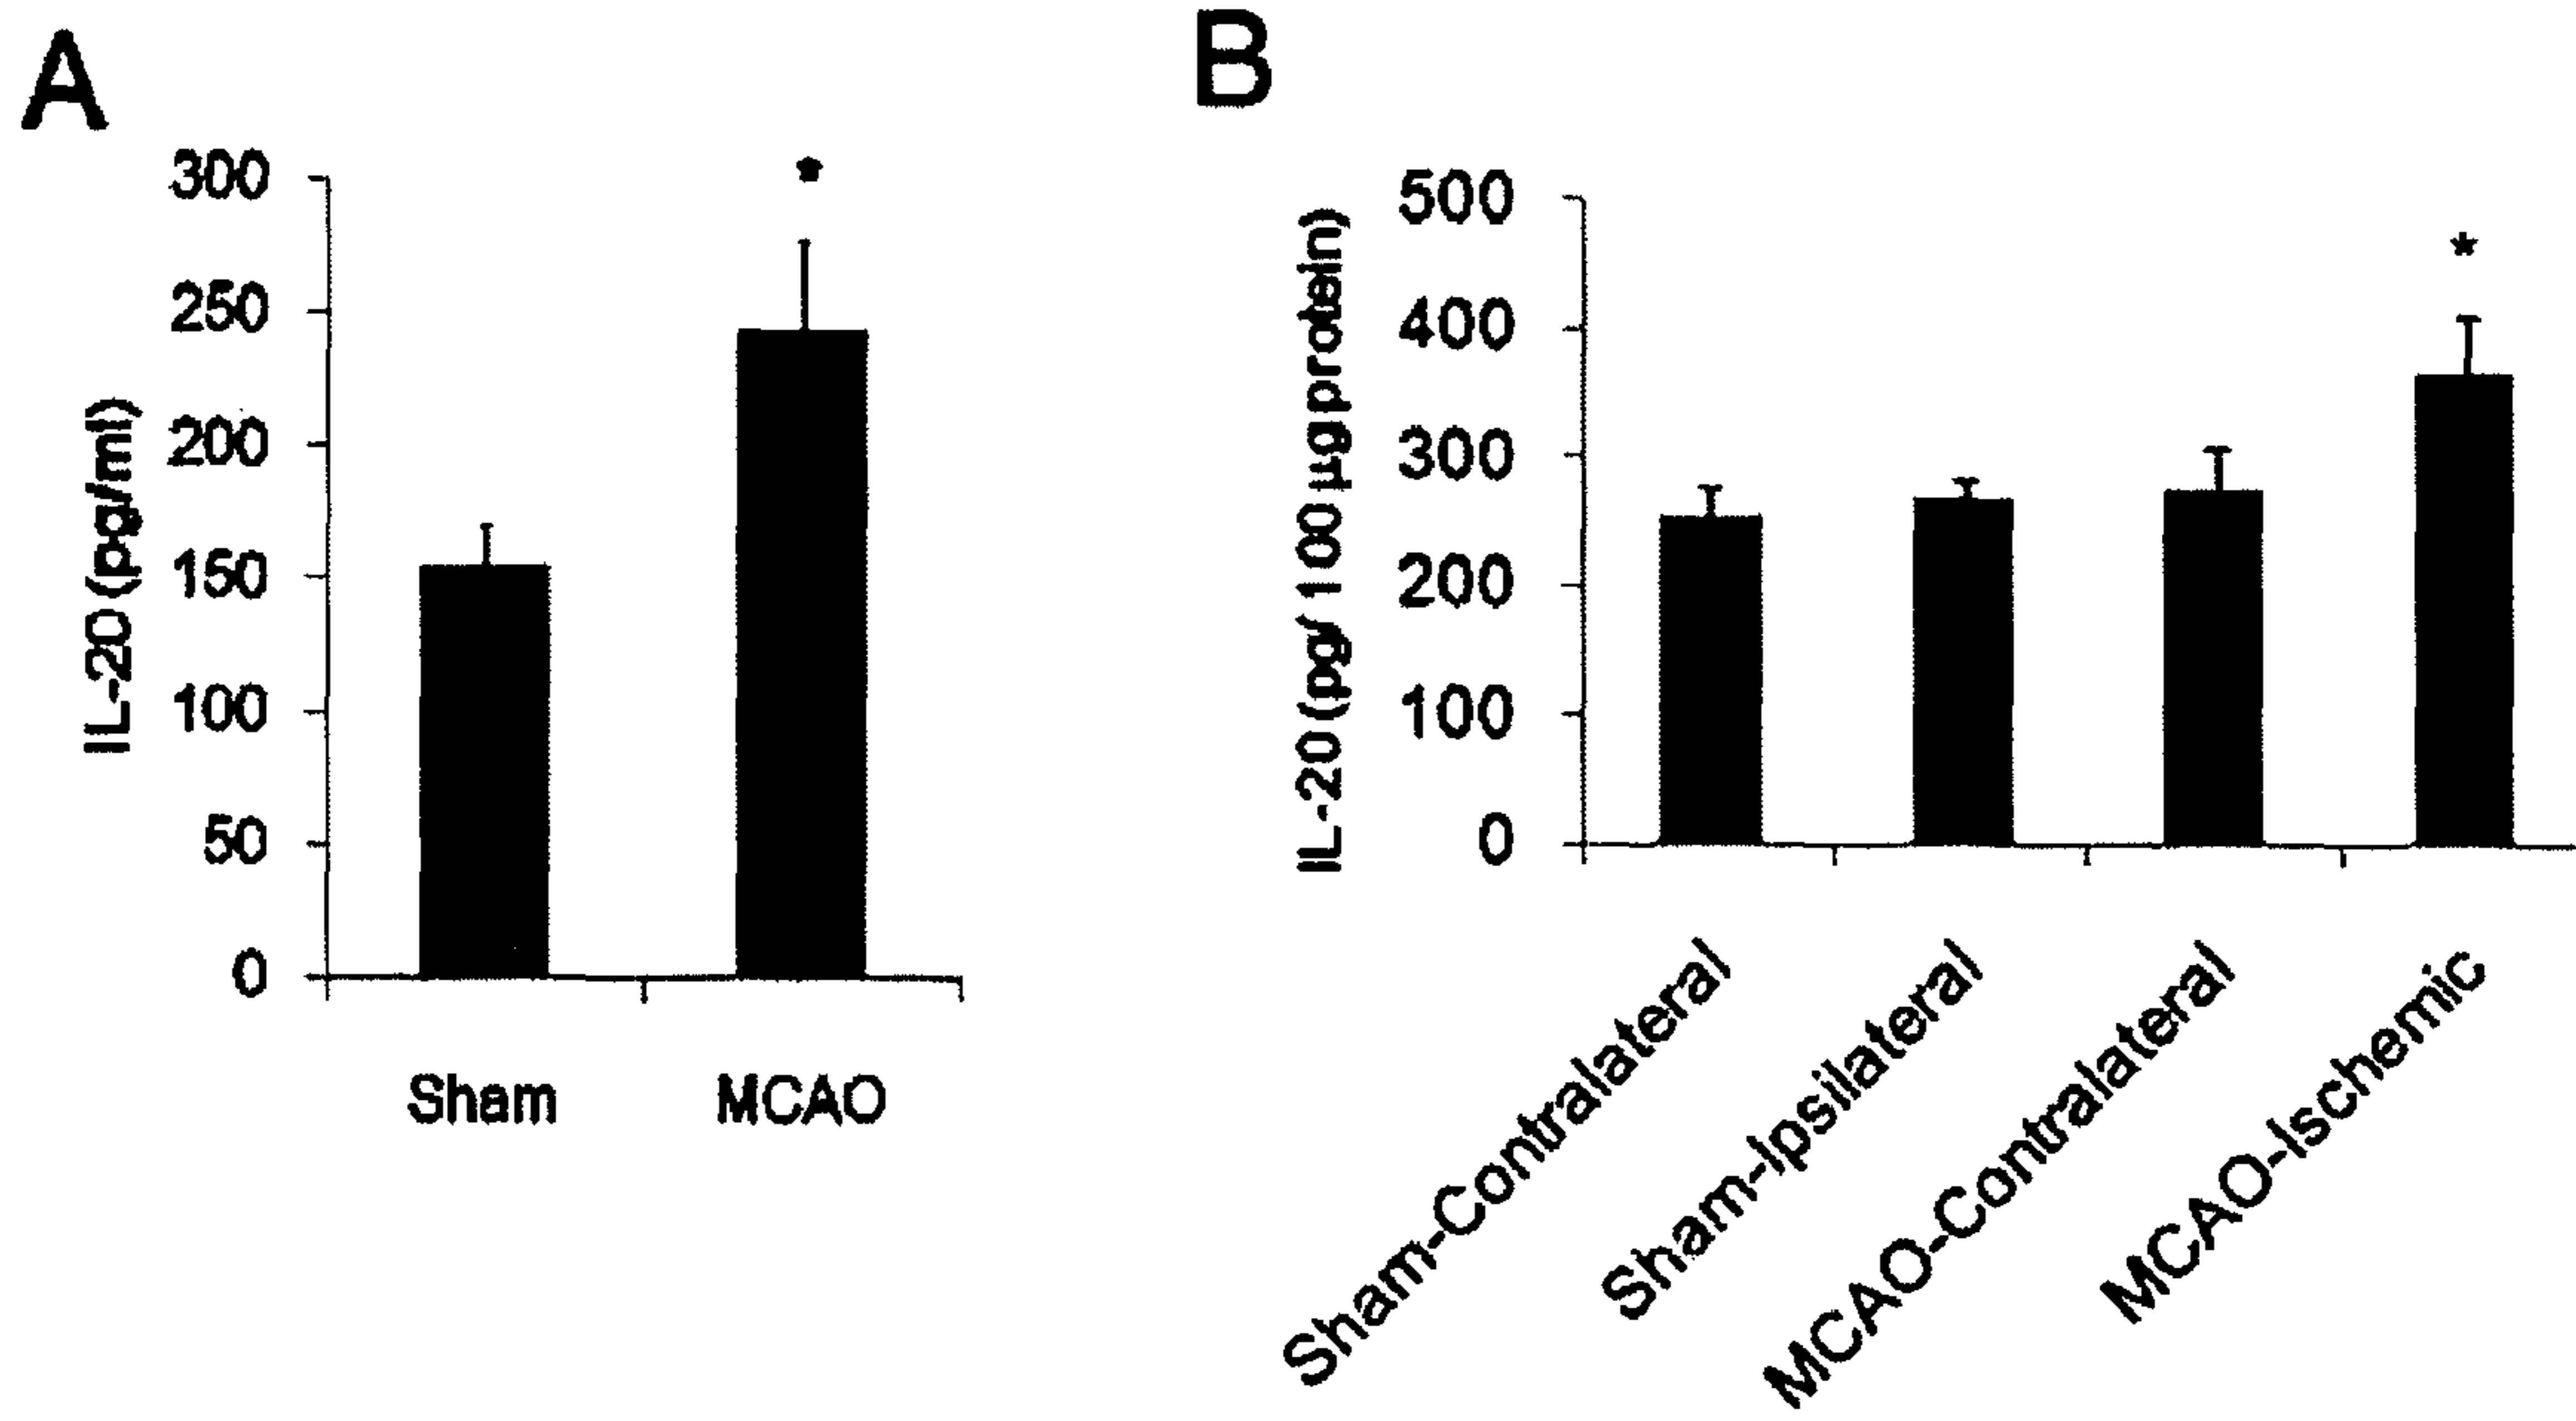 A
300
250
200
150
100
50
0
IL-20 (pg/ml)
Sham
MCAO
*
B
500
400
300
200
100
0
IL-20 (pg/ 100 µg protein)
Sham-Contralateral
Sham-Ipsilateral
MCAO-Contralateral
MCAO-Ischemic
*